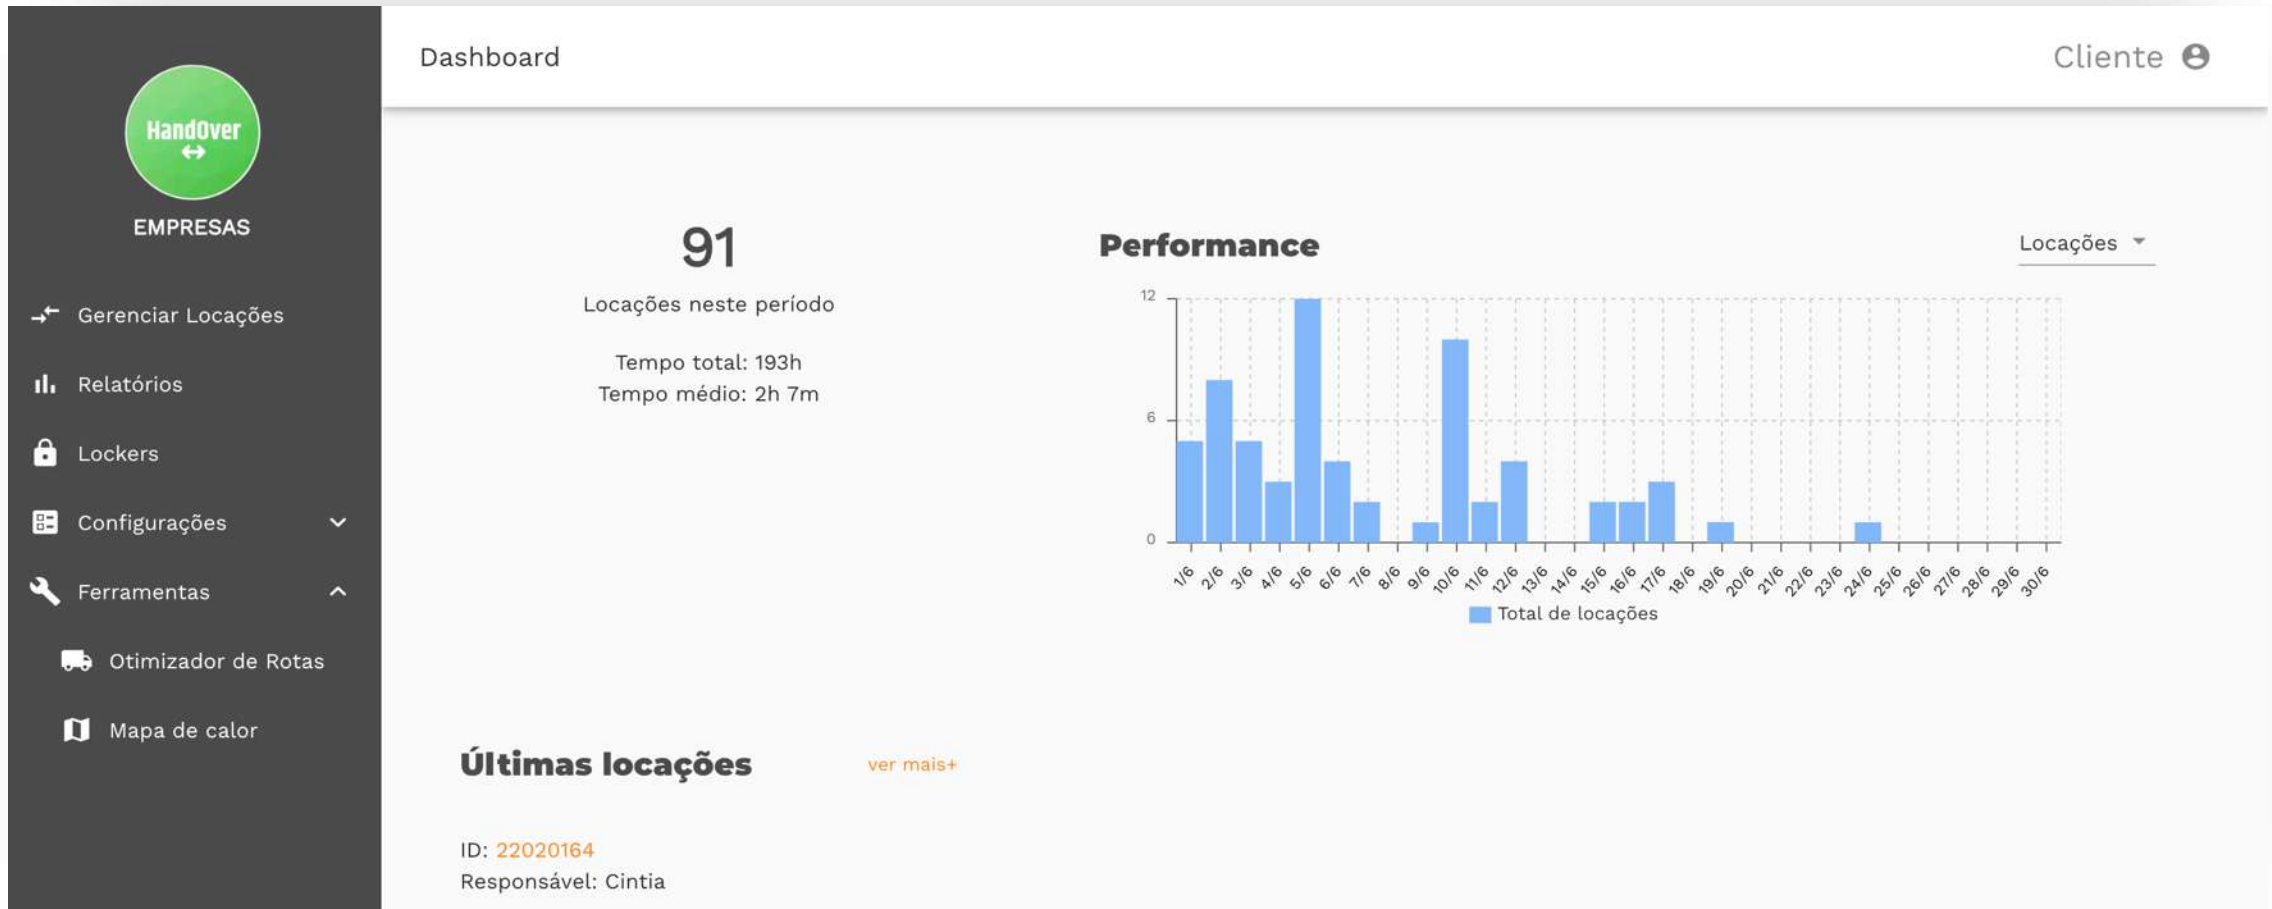 HandOver
EMPRESAS
Gerenciar Locações
Relatórios
Lockers
Configurações
Ferramentas
Otimizador de Rotas
Mapa de calor
Dashboard
Cliente
91
Locações neste período
Tempo total: 193h
Tempo médio: 2h 7m
Performance
Locações
12
6
0
1/6 2/6 3/6 4/6 5/6 6/6 7/6 8/6 9/6 10/6 11/6 12/6 13/6 14/6 15/6 16/6 17/6 18/6 19/6 20/6 21/6 22/6 23/6 24/6 25/6 26/6 27/6 28/6 29/6 30/6
Total de locações
Últimas locações ver mais+
ID: 22020164
Responsável: Cintia